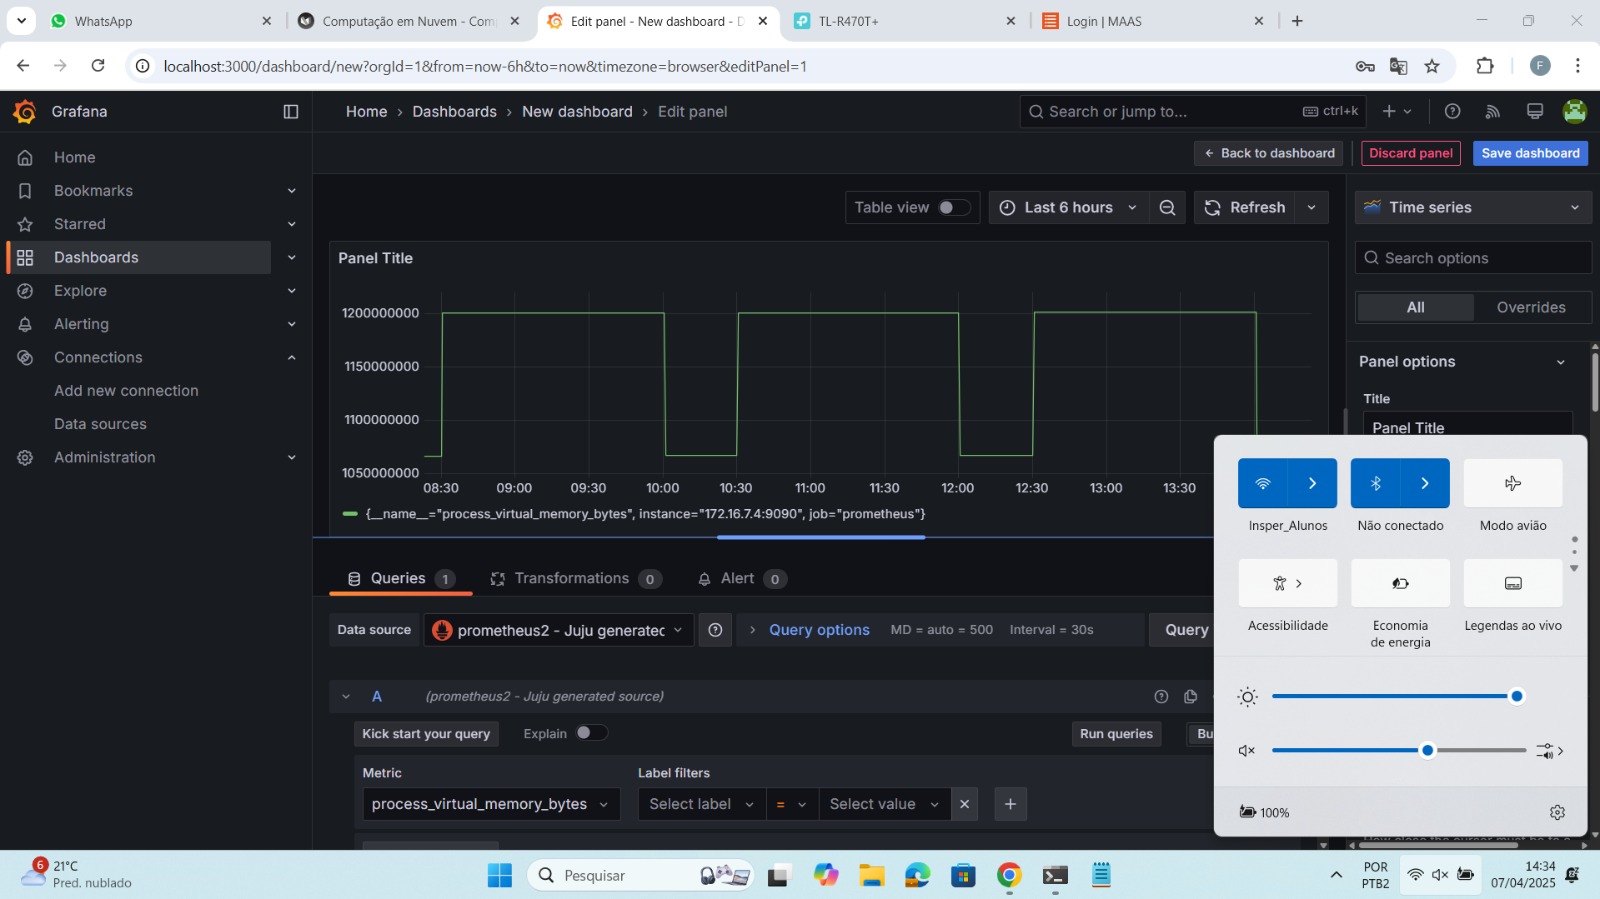 WhatsApp
Computação em Nuvem - Com
Edit panel - New dashboard - D
TL-R470T+
Login | MAAS
localhost:3000/dashboard/new?orgId=1&from=now-6h&to=now&timezone=browser&editPanel=1
F
Grafana
Home › Dashboards › New dashboard › Edit panel
Search or jump to...
ctrl+k
Back to dashboard
Discard panel
Save dashboard
Home
Bookmarks
Starred
Dashboards
Explore
Alerting
Connections
Add new connection
Data sources
Administration
Table view
Last 6 hours
Refresh
Time series
Search options
All
Overrides
Panel options
Title
Panel Title
Panel Title
1200000000
1150000000
1100000000
1050000000
08:30 09:00 09:30 10:00 10:30 11:00 11:30 12:00 12:30 13:00 13:30
{__name__="process_virtual_memory_bytes", instance="172.16.7.4:9090", job="prometheus"}
Queries 1
Transformations 0
Alert 0
Data source
prometheus2 - Juju generated
Query options
MD = auto = 500
Interval = 30s
Query
A
(prometheus2 - Juju generated source)
Kick start your query
Explain
Run queries
Bu
Metric
Label filters
process_virtual_memory_bytes
Select label
=
Select value
Insper_Alunos
Não conectado
Modo avião
Acessibilidade
Economia
de energia
Legendas ao vivo
100%
6
21°C
Pred. nublado
Pesquisar
POR
PTB2
14:34
07/04/2025